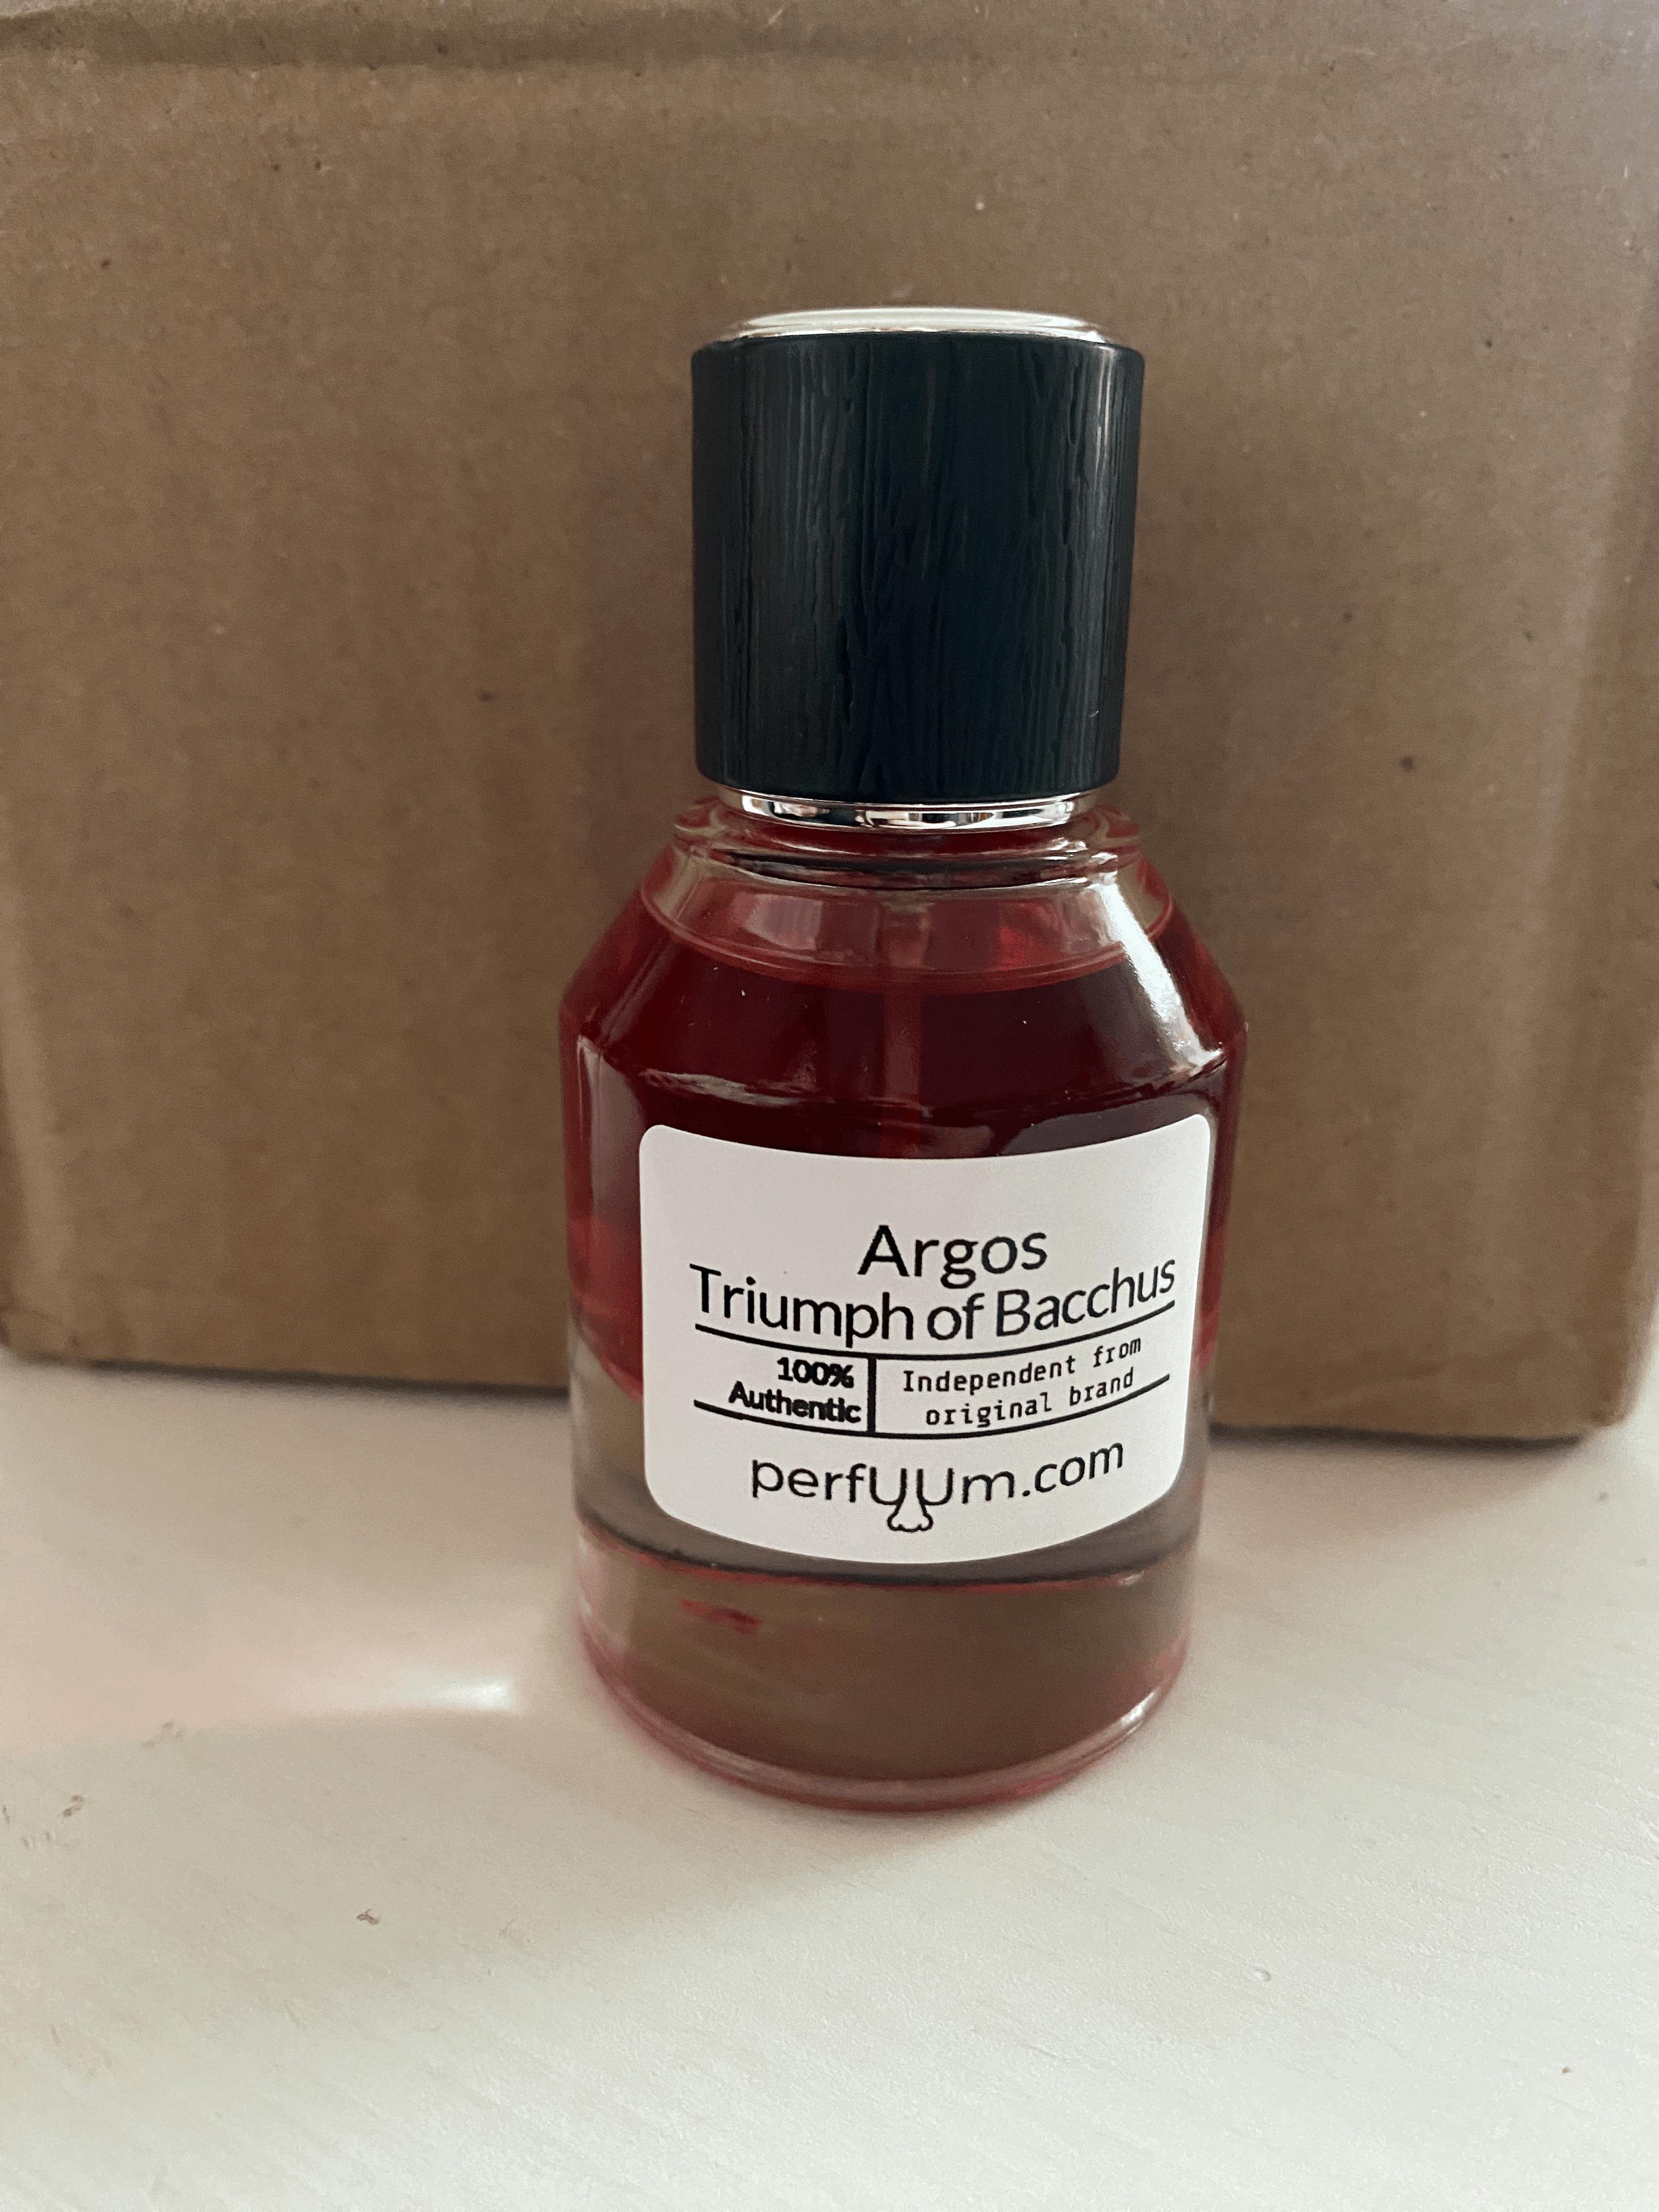 Argos
Triumph of Bacchus
100%
Authentic
Independent from
original brand
perfUUm.com